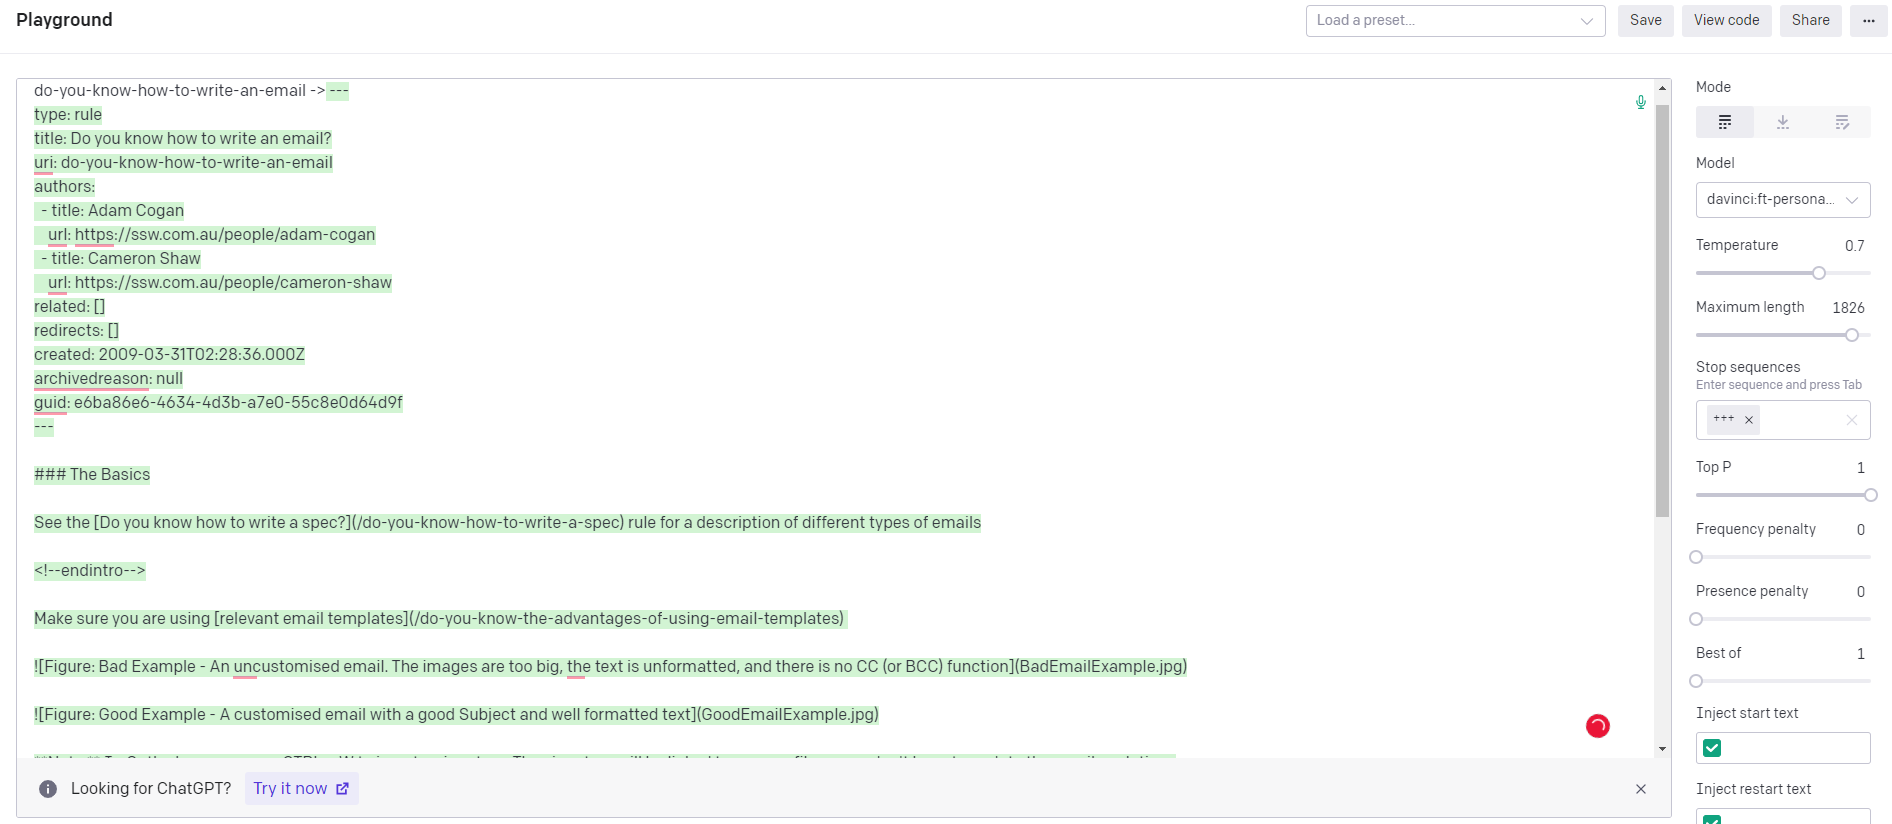 Playground
Load a preset...
Save
View code
Share
do-you-know-how-to-write-an-email -> ---
type: rule
title: Do you know how to write an email?
uri: do-you-know-how-to-write-an-email
authors:
- title: Adam Cogan
url: https://ssw.com.au/people/adam-cogan
- title: Cameron Shaw
url: https://ssw.com.au/people/cameron-shaw
related: []
redirects: []
created: 2009-03-31T02:28:36.000Z
archivedreason: null
guid: e6ba86e6-4634-4d3b-a7e0-55c8e0d64d9f
---
### The Basics
See the [Do you know how to write a spec?](/do-you-know-how-to-write-a-spec) rule for a description of different types of emails
<!--endintro-->
Make sure you are using [relevant email templates](/do-you-know-the-advantages-of-using-email-templates)
![Figure: Bad Example - An uncustomised email. The images are too big, the text is unformatted, and there is no CC (or BCC) function](BadEmailExample.jpg)
![Figure: Good Example - A customised email with a good Subject and well formatted text](GoodEmailExample.jpg)
Looking for ChatGPT?
Try it now
Mode
Model
davinci:ft-persona...
Temperature 0.7
Maximum length 1826
Stop sequences
Enter sequence and press Tab
+++
Top P 1
Frequency penalty 0
Presence penalty 0
Best of 1
Inject start text
Inject restart text